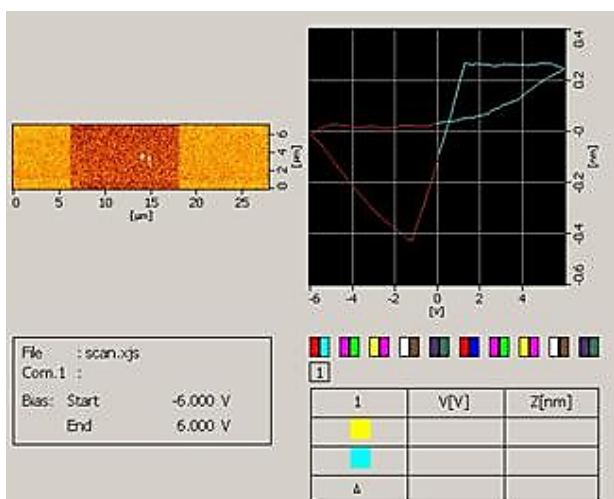 0.4
0.2
-0
-0.2
-0.4
-0.6
[nm]
-6 -4 -2 0 2 4
[V]
0 2 4 6
[µm]
0 5 10 15 20 25
[µm]
File : scan.xjs
Com.1 :
Bias: Start -6.000 V
End 6.000 V
1
1 V[V] Z[nm]
Δ